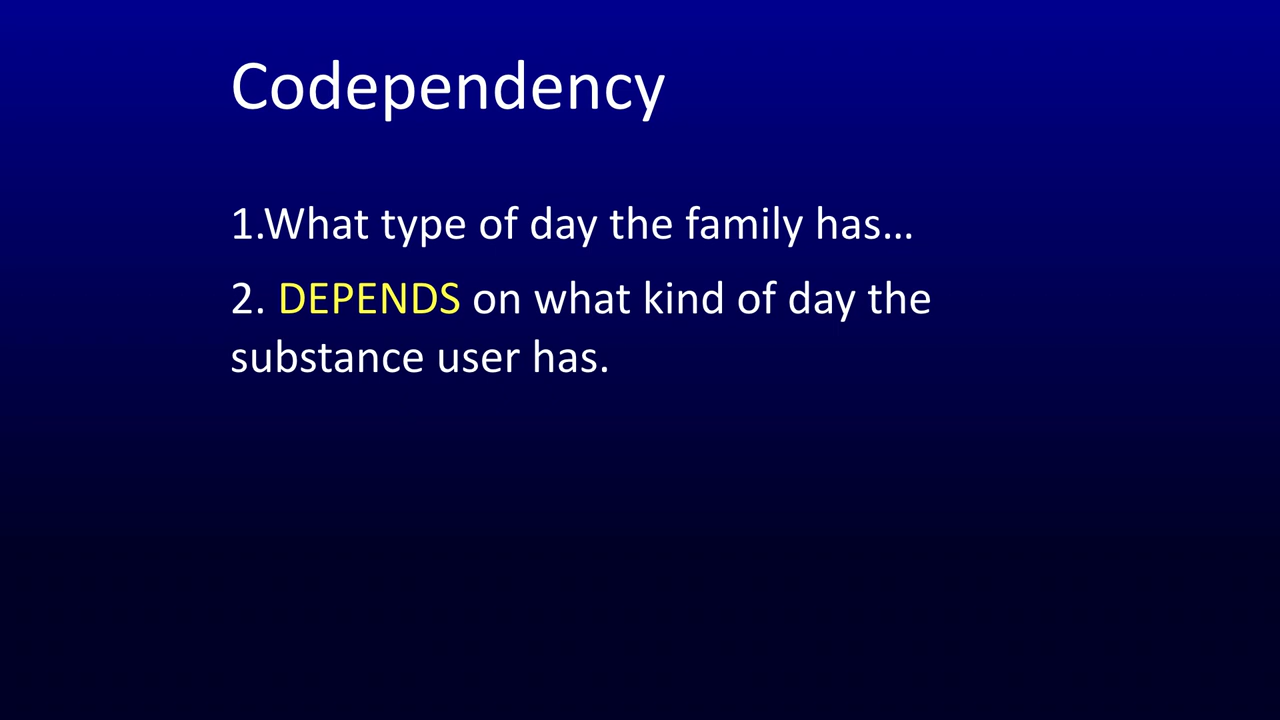 Codependency
1.What type of day the family has…
2. DEPENDS on what kind of day the
substance user has.